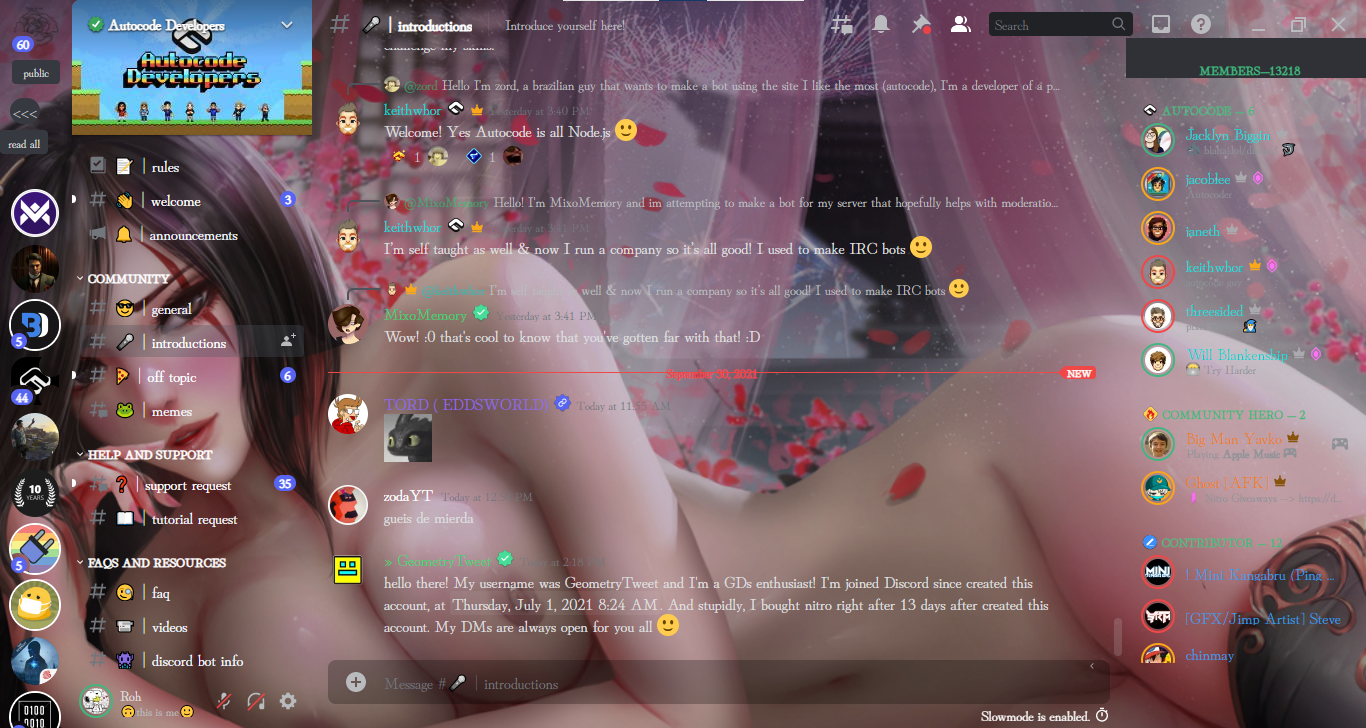 60
public
<<<
read all
5
44
10
YEARS
5
Autocode Developers
Autocode
Developers
rules
welcome
3
announcements
COMMUNITY
general
introductions
off topic
6
memes
HELP AND SUPPORT
support request
35
tutorial request
FAQS AND RESOURCES
faq
videos
discord bot info
Roh
this is me
| introductions
Introduce yourself here!
Search
challenge my skills.
@zord Hello I'm zord, a brazilian guy that wants to make a bot using the site I like the most (autocode), I'm a developer of a p...
keithwhor Yesterday at 3:40 PM
Welcome! Yes Autocode is all Node.js
1
1
@MixoMemory Hello! I'm MixoMemory and im attempting to make a bot for my server that hopefully helps with moderatio...
keithwhor Yesterday at 3:41 PM
I'm self taught as well & now I run a company so it's all good! I used to make IRC bots
@keithwhor I'm self taught as well & now I run a company so it's all good! I used to make IRC bots
MixoMemory Yesterday at 3:41 PM
Wow! :0 that's cool to know that you've gotten far with that! :D
September 30, 2021
NEW
TORD ( EDDSWORLD) Today at 11:55 AM
zodaYT Today at 12:
PM
gueis de mierda
» GeometryTweet Today at 2:18
hello there! My username was GeometryTweet and I'm a GDs enthusiast! I'm joined Discord since created this
account, at Thursday, July 1, 2021 8:24 AM. And stupidly, I bought nitro right after 13 days after created this
account. My DMs are always open for you all
Message # | introductions
Slowmode is enabled.
MEMBERS—13218
AUTOCODE — 6
Jacklyn Biggin
jacoblee
Autocoder
janeth
keithwhor
threesided
Will Blankenship
Try Harder
COMMUNITY HERO — 2
Big Man Yavko
Playing Apple Music
Ghost [AFK]
Nitro Giveaways --> https://d...
CONTRIBUTOR — 12
! Mini Kangabru (Ping ...
[GFX/Jimp Artist] Steve
chinmay